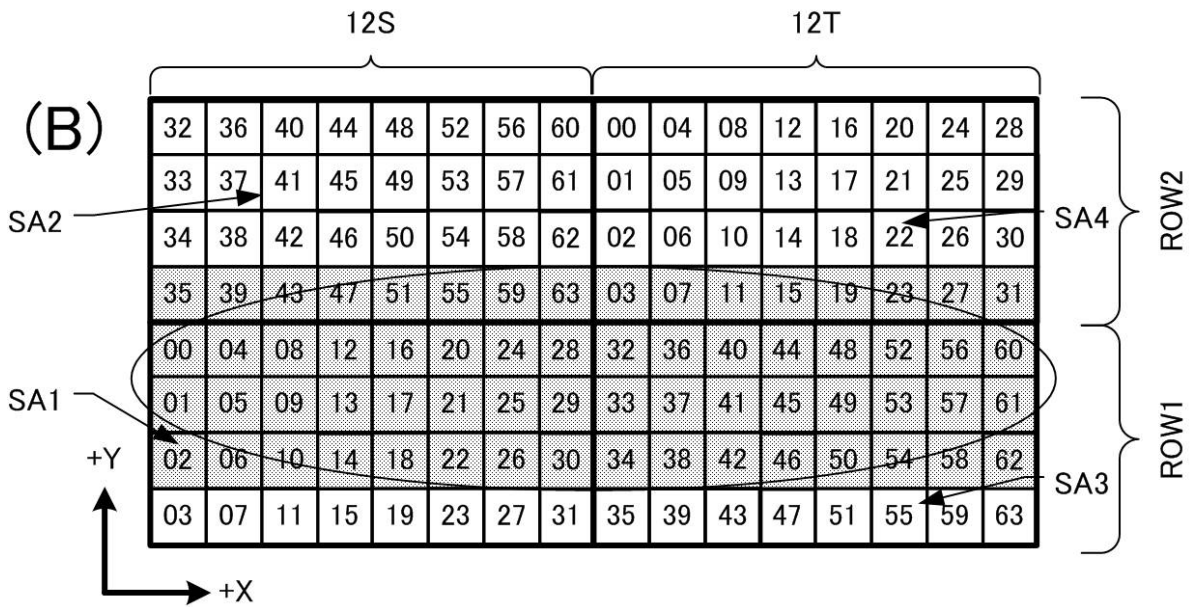 12S 12T
(B)
32 36 40 44 48 52 56 60 00 04 08 12 16 20 24 28
33 37 41 45 49 53 57 61 01 05 09 13 17 21 25 29
SA2
34 38 42 46 50 54 58 62 02 06 10 14 18 22 26 30
SA4
ROW2
35 39 43 47 51 55 59 63 03 07 11 15 19 23 27 31
00 04 08 12 16 20 24 28 32 36 40 44 48 52 56 60
SA1
01 05 09 13 17 21 25 29 33 37 41 45 49 53 57 61
ROW1
+Y
02 06 10 14 18 22 26 30 34 38 42 46 50 54 58 62
SA3
03 07 11 15 19 23 27 31 35 39 43 47 51 55 59 63
+X